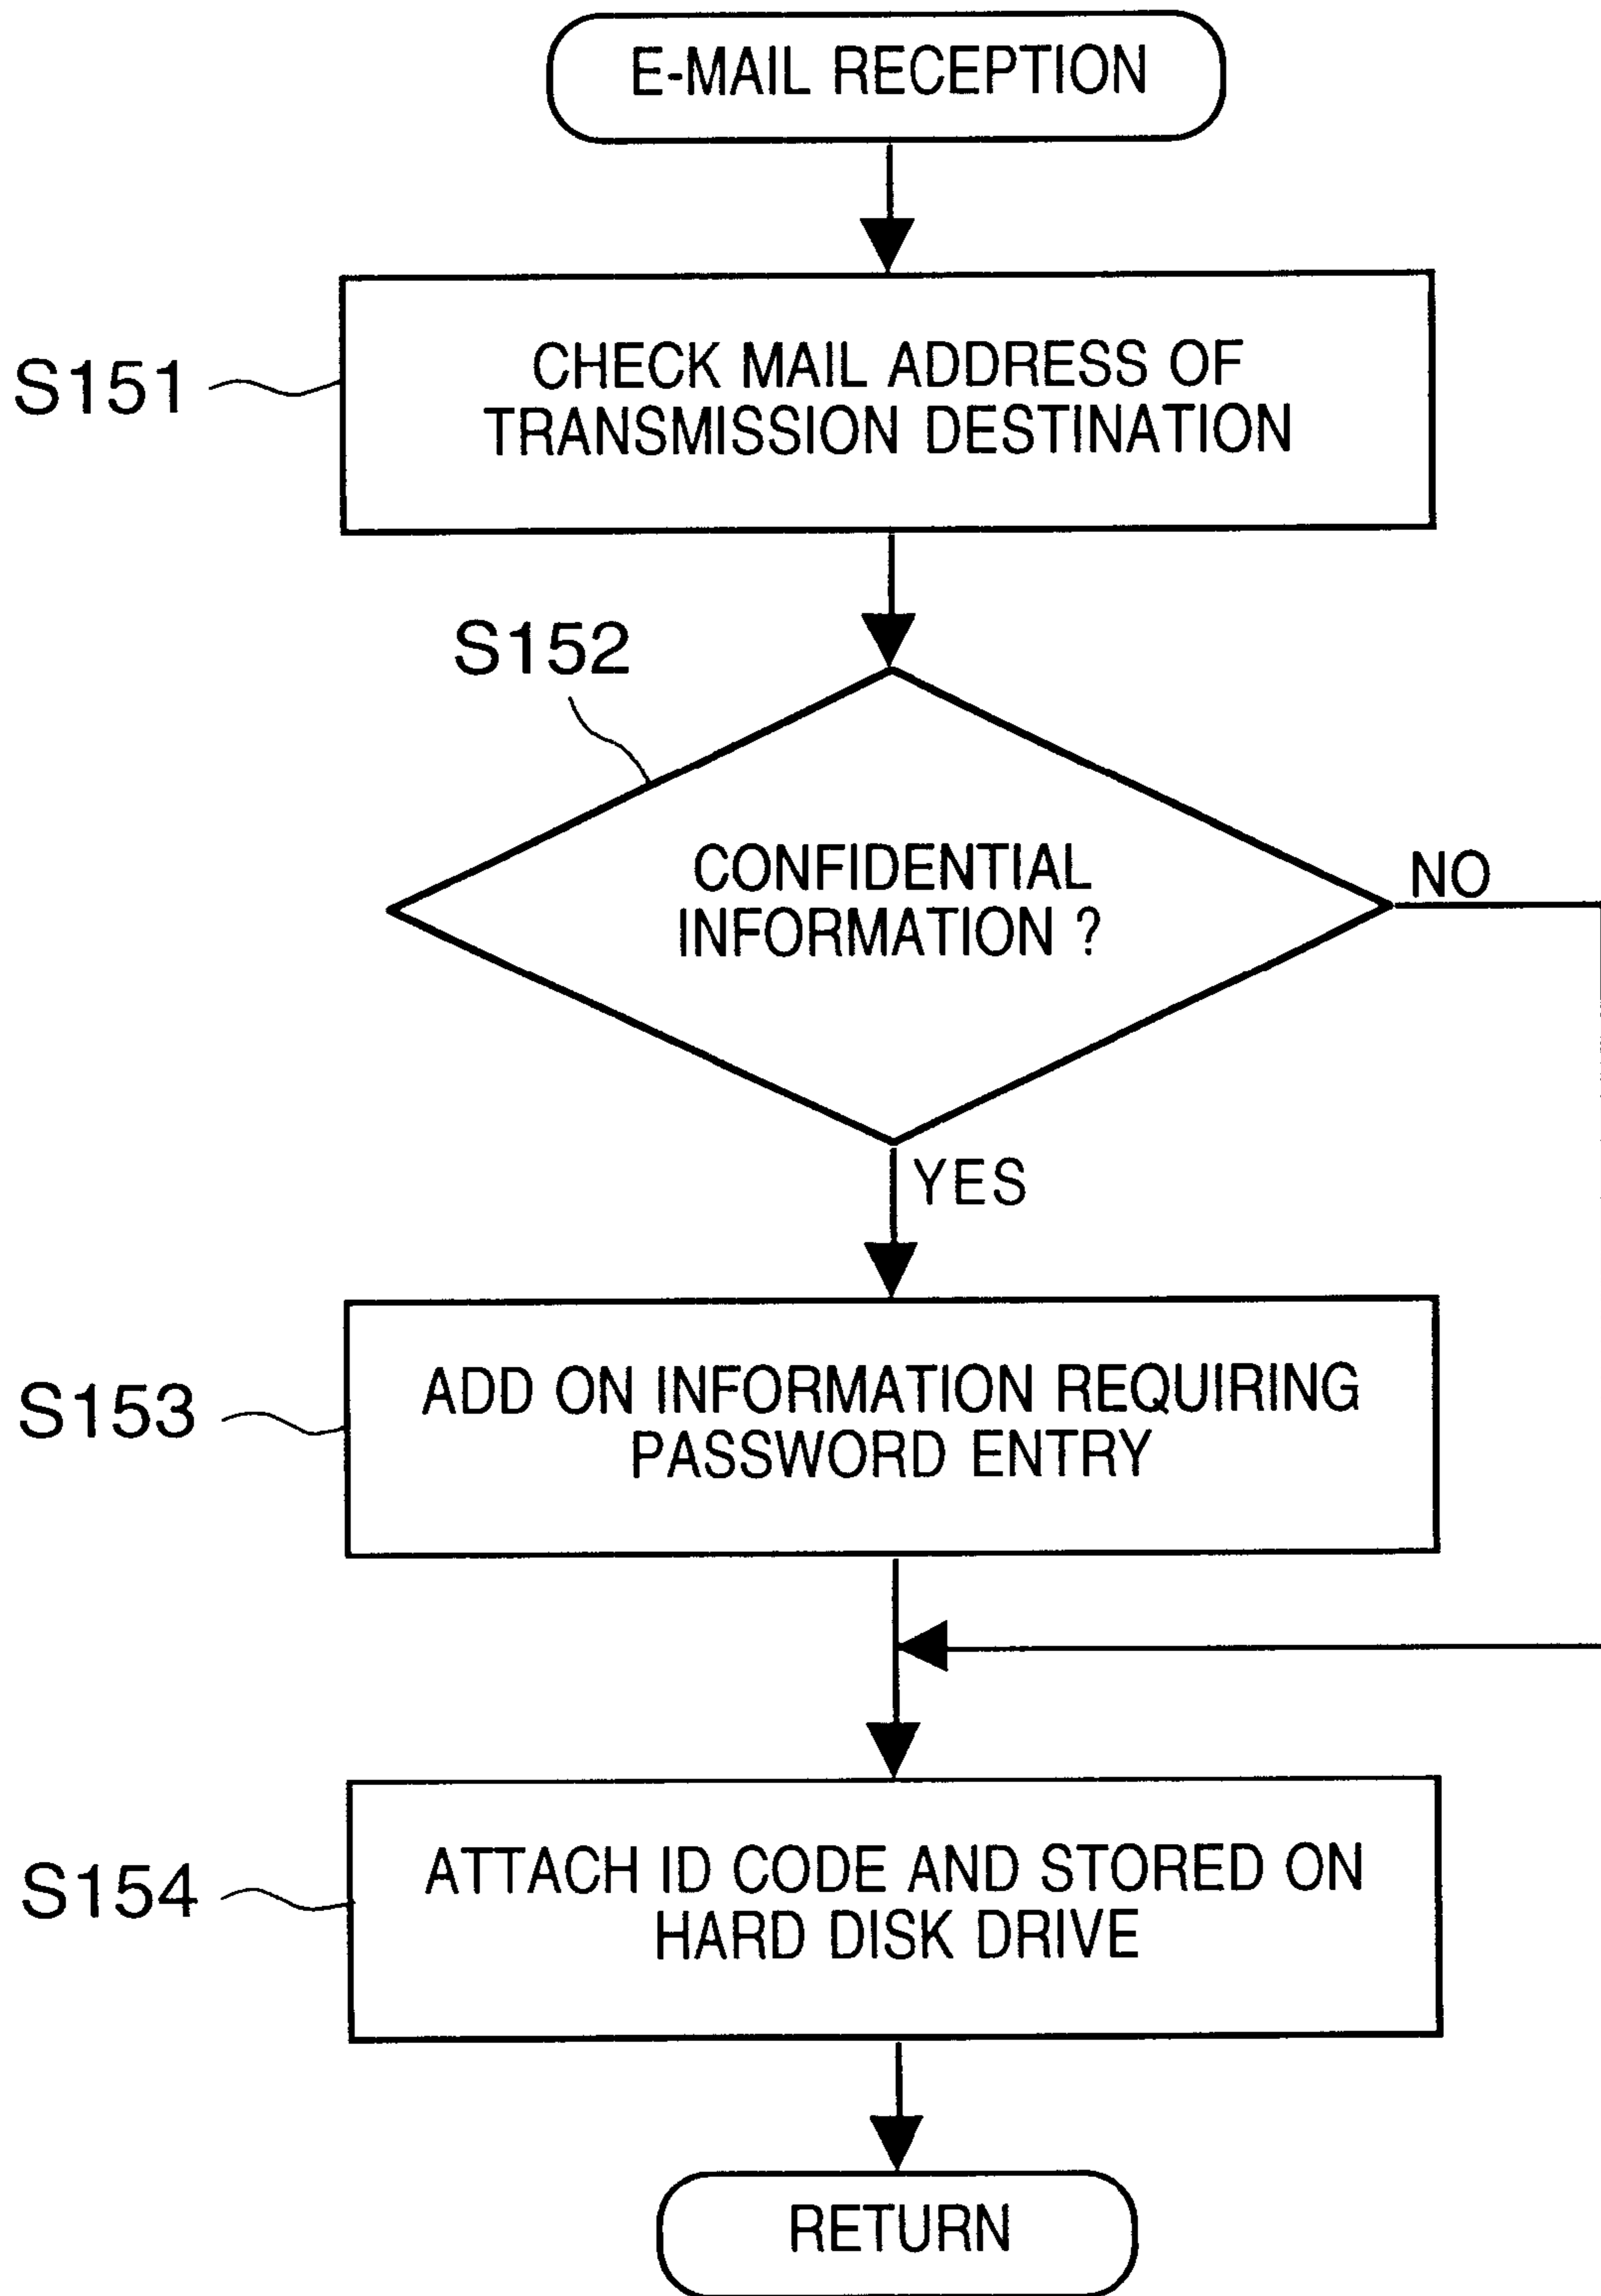 E-MAIL RECEPTION
S151
CHECK MAIL ADDRESS OF
TRANSMISSION DESTINATION
S152
CONFIDENTIAL
INFORMATION ?
NO
YES
S153
ADD ON INFORMATION REQUIRING
PASSWORD ENTRY
S154
ATTACH ID CODE AND STORED ON
HARD DISK DRIVE
RETURN